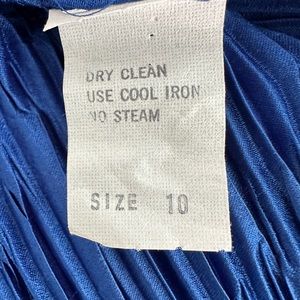 DRY CLEAN
USE COOL IRON
NO STEAM
SIZE 10